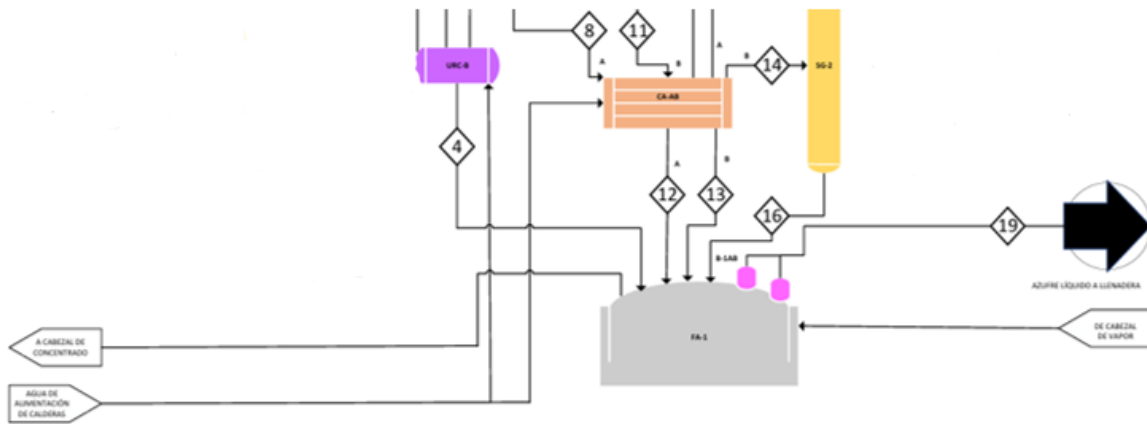 8
11
A
B
A
B
14
URC-B
SG-2
CA-AB
4
A
B
12
13
16
19
B-1AB
AZUFRE LÍQUIDO A LLENADERA
FA-1
DE CABEZAL
DE VAPOR
A CABEZAL DE
CONCENTRADO
AGUA DE
ALIMENTACIÓN
DE CALDERAS